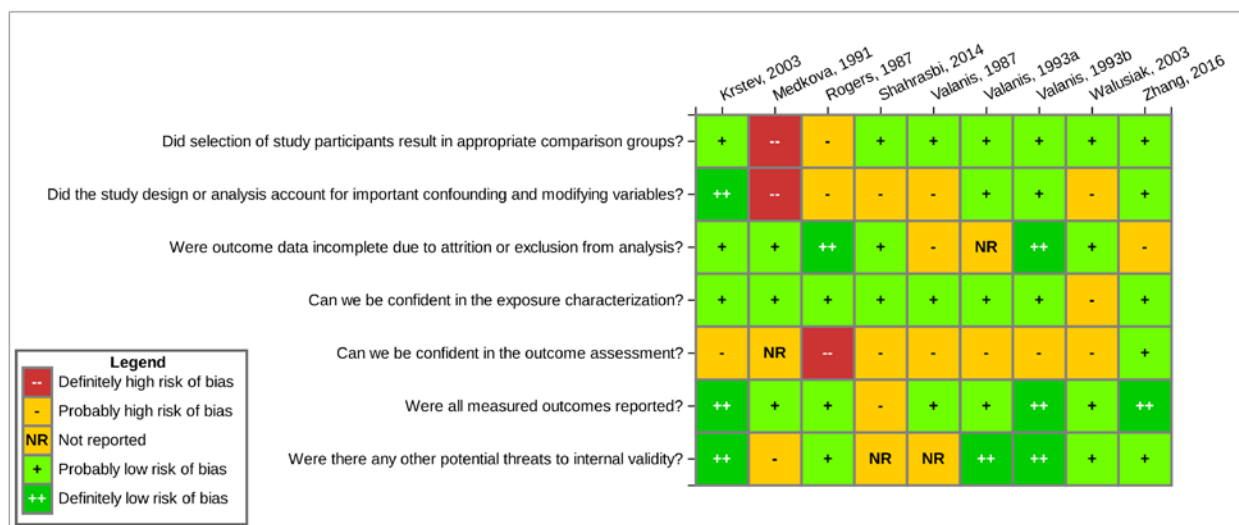 Krstev, 2003
Medkova, 1991
Rogers, 1987
Shahrasbi, 2014
Valanis, 1987
Valanis, 1993a
Valanis, 1993b
Walusiak, 2003
Zhang, 2016
Did selection of study participants result in appropriate comparison groups? + -- - + + + + + +
Did the study design or analysis account for important confounding and modifying variables? ++ -- - - - + + - +
Were outcome data incomplete due to attrition or exclusion from analysis? + + ++ + - NR ++ + -
Can we be confident in the exposure characterization? + + + + + + + - +
Can we be confident in the outcome assessment? - NR -- - - - - - +
Were all measured outcomes reported? ++ + + - + + ++ + ++
Were there any other potential threats to internal validity? ++ - + NR NR ++ ++ + +
Legend
-- Definitely high risk of bias
- Probably high risk of bias
NR Not reported
+ Probably low risk of bias
++ Definitely low risk of bias